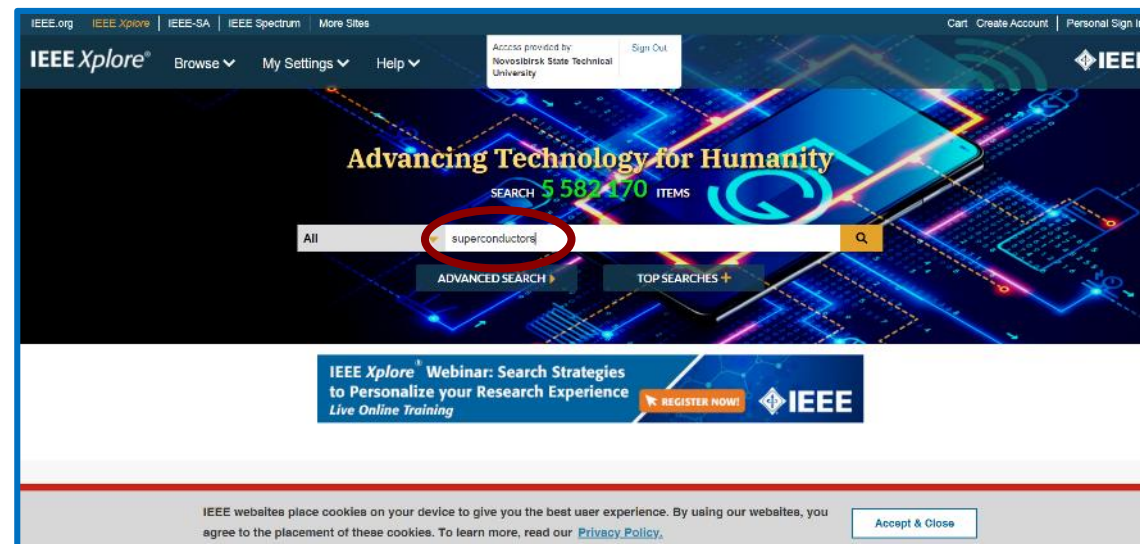 IEEE.org IEEE Xplore IEEE-SA IEEE Spectrum More Sites Cart Create Account Personal Sign In
IEEE Xplore® Browse My Settings Help
Access provided by:
Novosibirsk State Technical
University
Sign Out
IEEE
Advancing Technology for Humanity
SEARCH 5 582 170 ITEMS
All superconductors
ADVANCED SEARCH TOP SEARCHES +
IEEE Xplore® Webinar: Search Strategies
to Personalize your Research Experience
Live Online Training
REGISTER NOW!
IEEE
IEEE websites place cookies on your device to give you the best user experience. By using our websites, you
agree to the placement of these cookies. To learn more, read our Privacy Policy.
Accept & Close